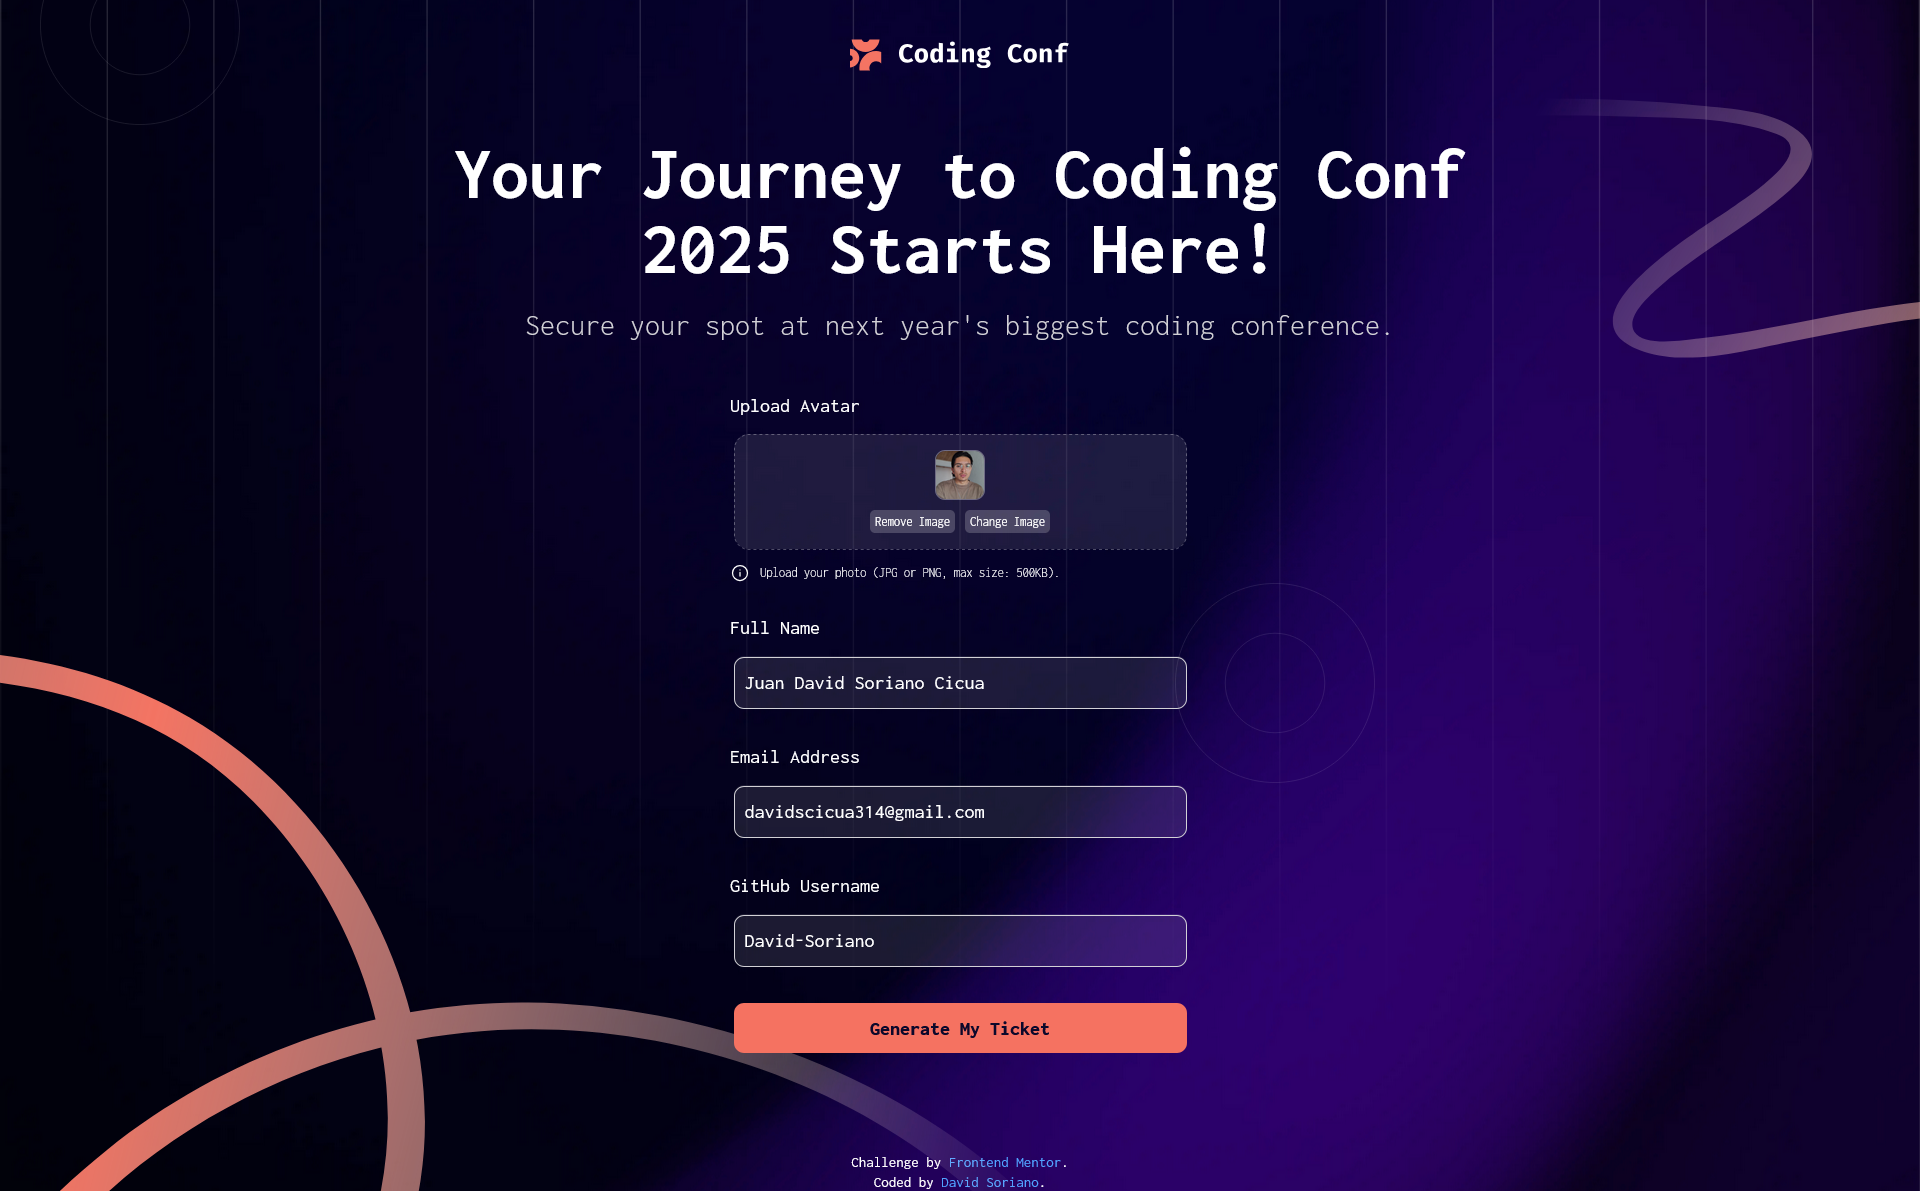 Coding Conf
Your Journey to Coding Conf
2025 Starts Here!
Secure your spot at next year's biggest coding conference.
Upload Avatar
Remove Image Change Image
Upload your photo (JPG or PNG, max size: 500KB).
Full Name
Juan David Soriano Cicua
Email Address
davidscicua314@gmail.com
GitHub Username
David-Soriano
Generate My Ticket
Challenge by Frontend Mentor.
Coded by David Soriano.